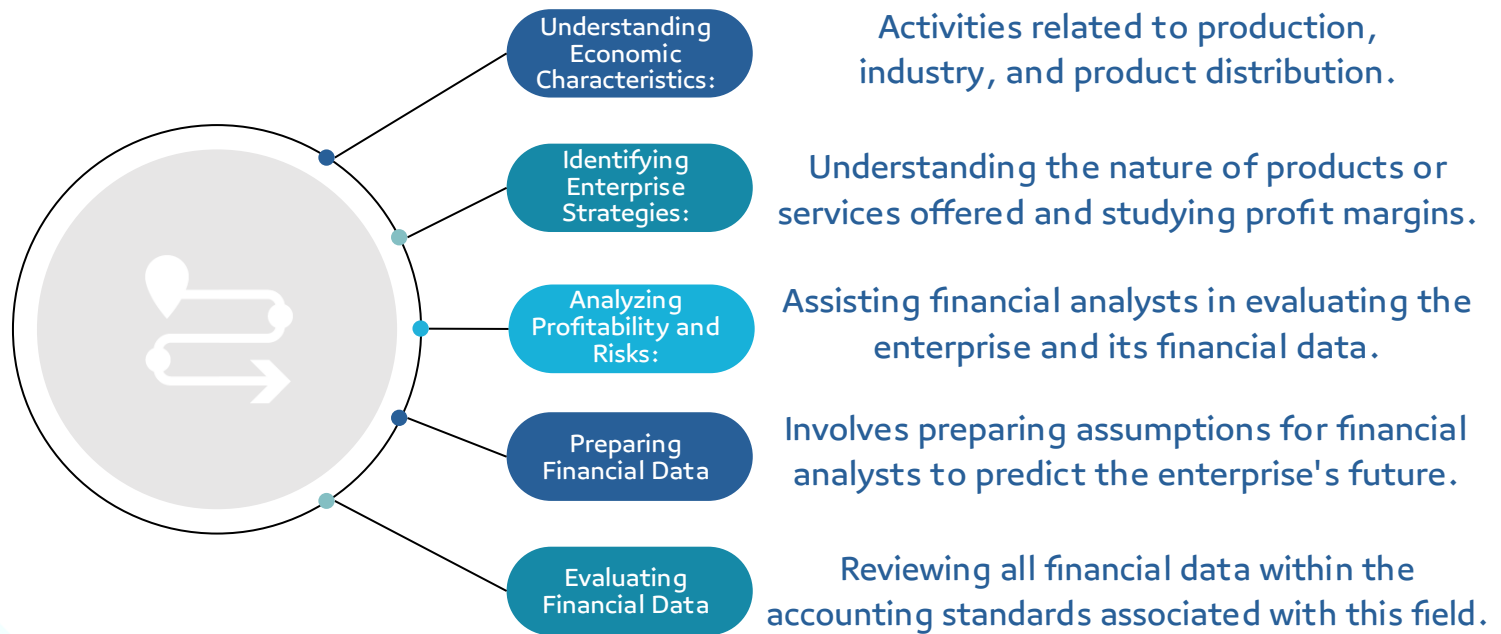 Understanding
Economic
Characteristics:
Activities related to production,
industry, and product distribution.
Identifying
Enterprise
Strategies:
Understanding the nature of products or
services offered and studying profit margins.
Analyzing
Profitability and
Risks:
Assisting financial analysts in evaluating the
enterprise and its financial data.
Preparing
Financial Data
Involves preparing assumptions for financial
analysts to predict the enterprise's future.
Evaluating
Financial Data
Reviewing all financial data within the
accounting standards associated with this field.